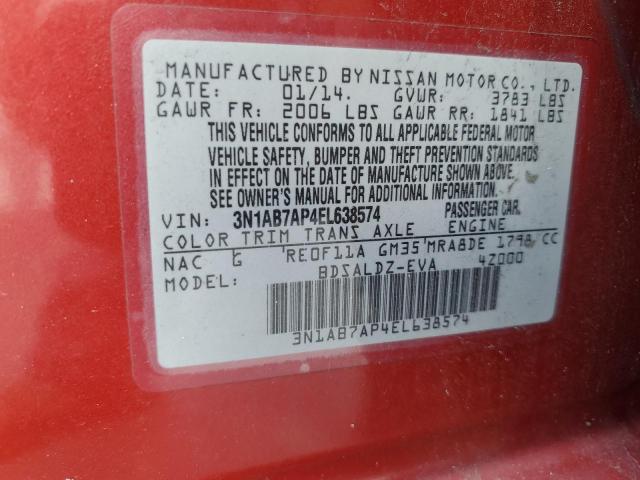 MANUFACTURED BY NISSAN MOTOR CO., LTD.
DATE: 01/14. GVWR: 3783 LBS
GAWR FR: 2006 LBS GAWR RR: 1841 LBS
THIS VEHICLE CONFORMS TO ALL APPLICABLE FEDERAL MOTOR
VEHICLE SAFETY, BUMPER AND THEFT PREVENTION STANDARDS
IN EFFECT ON THE DATE OF MANUFACTURE SHOWN ABOVE.
SEE OWNER'S MANUAL FOR ADDITIONAL INFORMATION.
VIN: 3N1AB7AP4EL638574 PASSENGER CAR.
COLOR TRIM TRANS AXLE ENGINE
NAC G RE0F11A GM35 MRA8DE 1798 CC
MODEL: BDSALDZ-EVA 4Z000
3N1AB7AP4EL638574